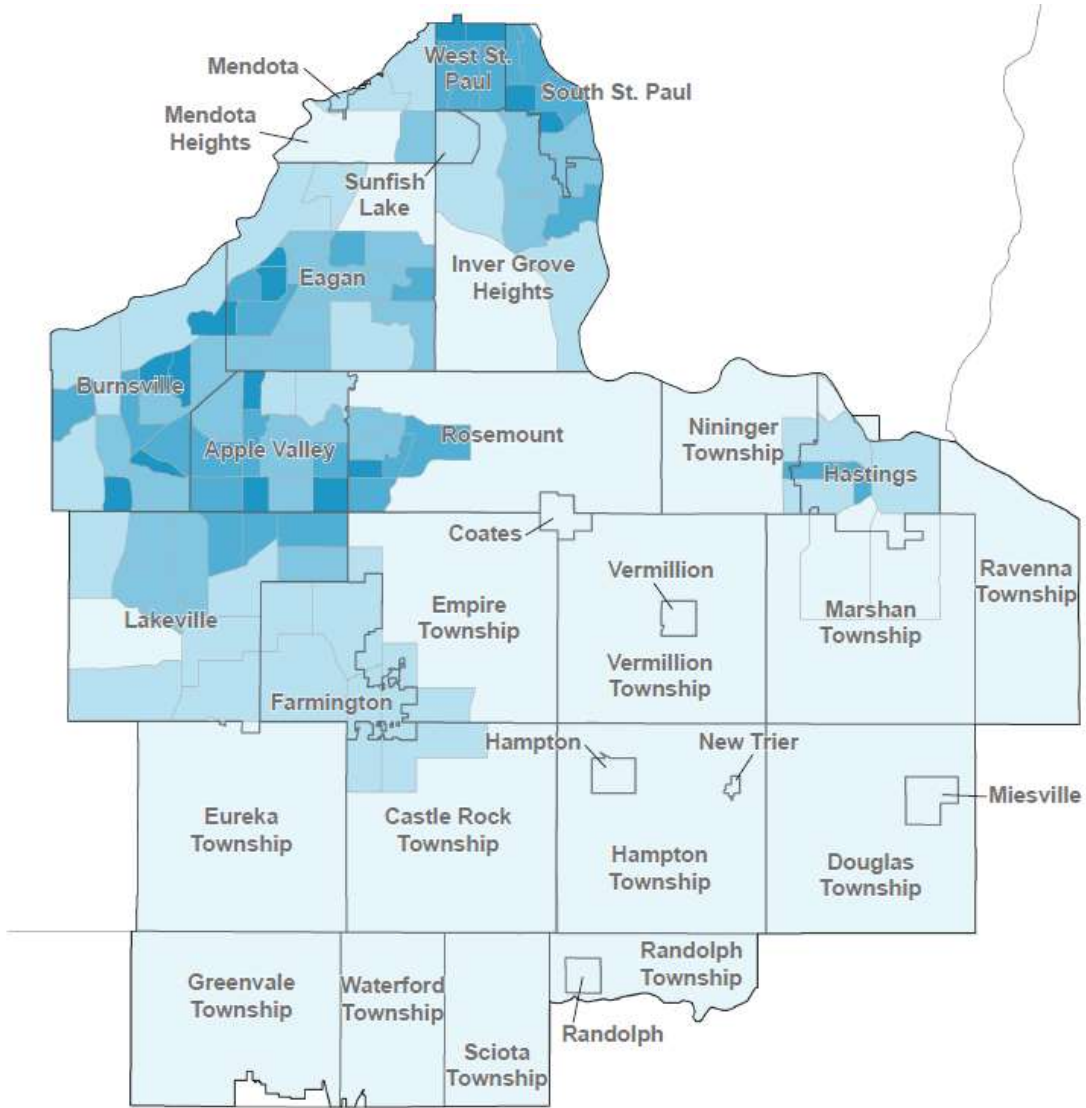 West St.
Paul
Mendota
South St. Paul
Mendota
Heights
Sunfish
Lake
Eagan
Inver Grove
Heights
Burnsville
Apple Valley
Rosemount
Nininger
Township
Hastings
Coates
Vermillion
Ravenna
Township
Lakeville
Empire
Township
Marshan
Township
Vermillion
Township
Farmington
Hampton
New Trier
Miesville
Eureka
Township
Castle Rock
Township
Hampton
Township
Douglas
Township
Randolph
Township
Greenvale
Township
Waterford
Township
Randolph
Sciota
Township